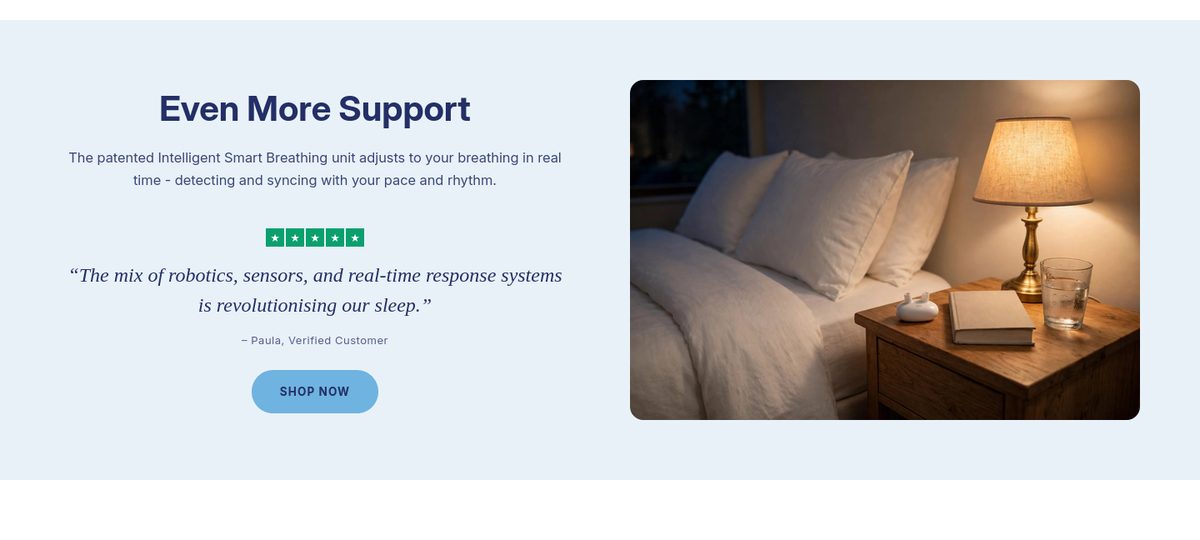 Even More Support
The patented Intelligent Smart Breathing unit adjusts to your breathing in real
time - detecting and syncing with your pace and rhythm.
“The mix of robotics, sensors, and real-time response systems
is revolutionising our sleep.”
– Paula, Verified Customer
SHOP NOW